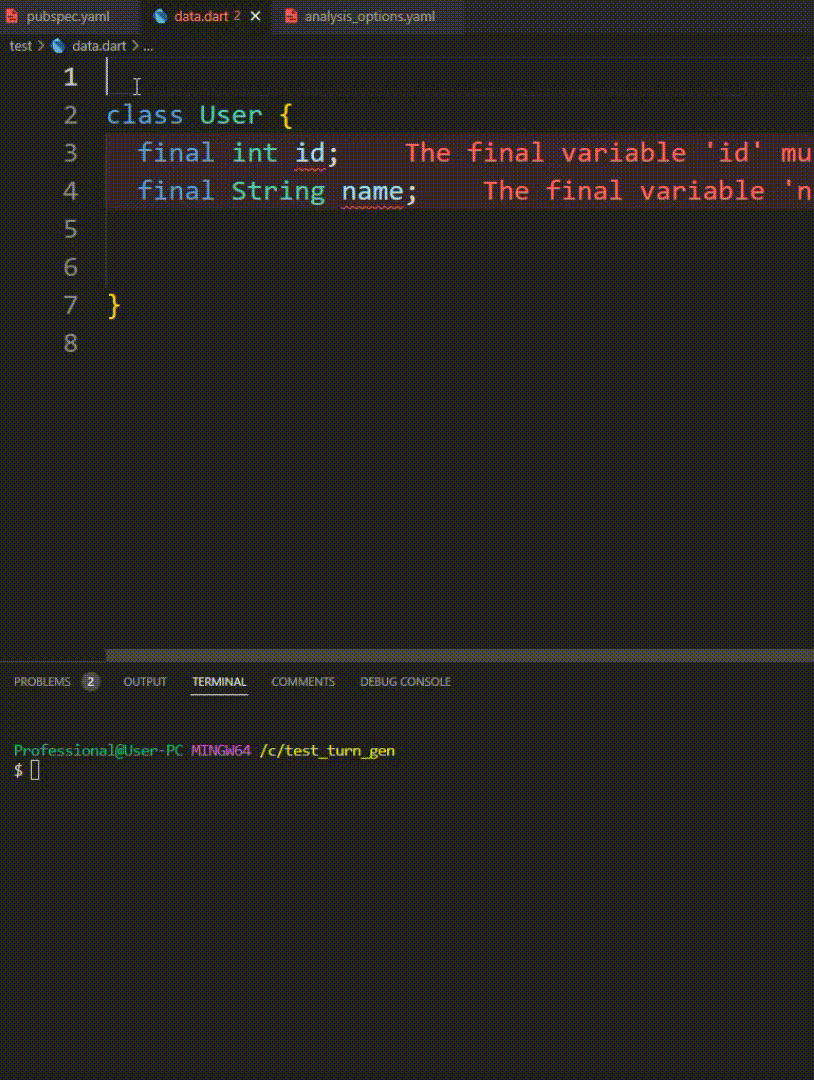 pubspec.yaml data.dart 2 analysis_options.yaml
test > data.dart > ...
1
2 class User {
3 final int id; The final variable 'id' mu
4 final String name; The final variable 'n
5
6
7 }
8
PROBLEMS 2 OUTPUT TERMINAL COMMENTS DEBUG CONSOLE
Professional@User-PC MINGW64 /c/test_turn_gen
$